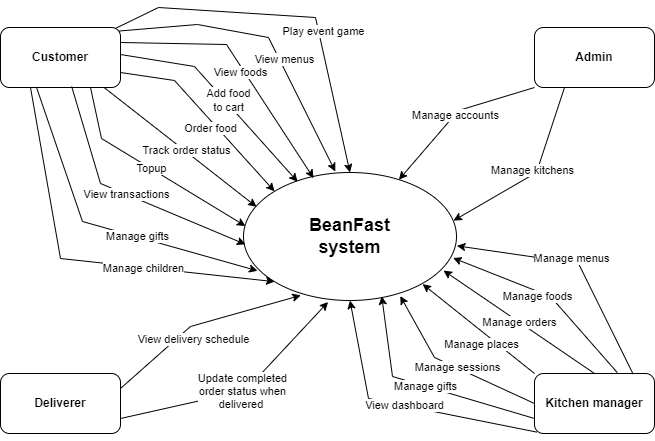 Play event game
Customer
Admin
View menus
View foods
Add food
to cart
Manage accounts
Order food
Track order status
Topup
Manage kitchens
View transactions
BeanFast
system
Manage gifts
Manage menus
Manage children
Manage foods
Manage orders
View delivery schedule
Manage places
Manage sessions
Update completed
order status when
delivered
Manage gifts
Deliverer
View dashboard
Kitchen manager